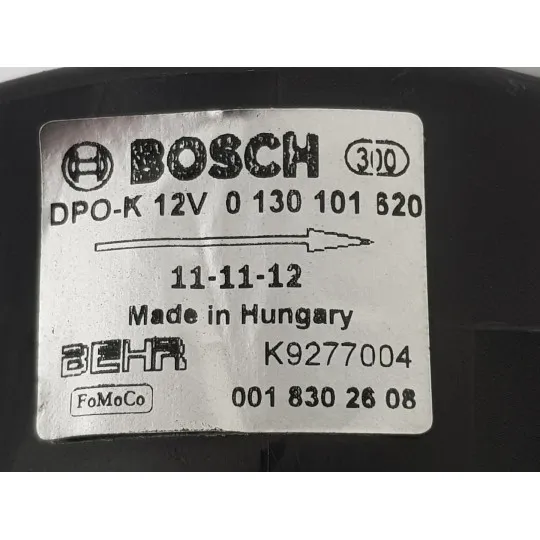 BOSCH 300
DPO-K 12V 0 130 101 620
11-11-12
Made in Hungary
BEHR K9277004
FoMoCo 001 830 26 08